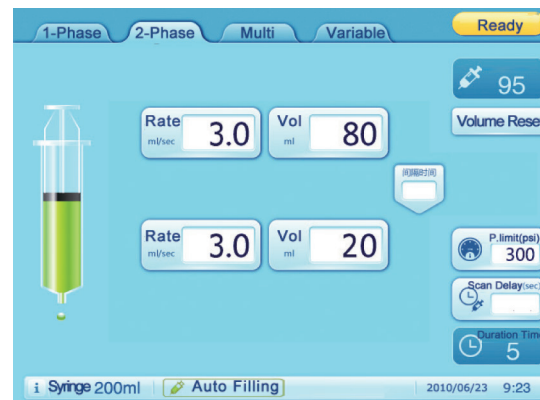 1-Phase 2-Phase Multi Variable Ready
95
Volume Rese
Rate ml/sec 3.0 Vol ml 80
间隔时间
Rate ml/sec 3.0 Vol ml 20
P.limit(psi)
300
Scan Delay(sec)
Duration Tim
5
i Syringe 200ml Auto Filling 2010/06/23 9:23